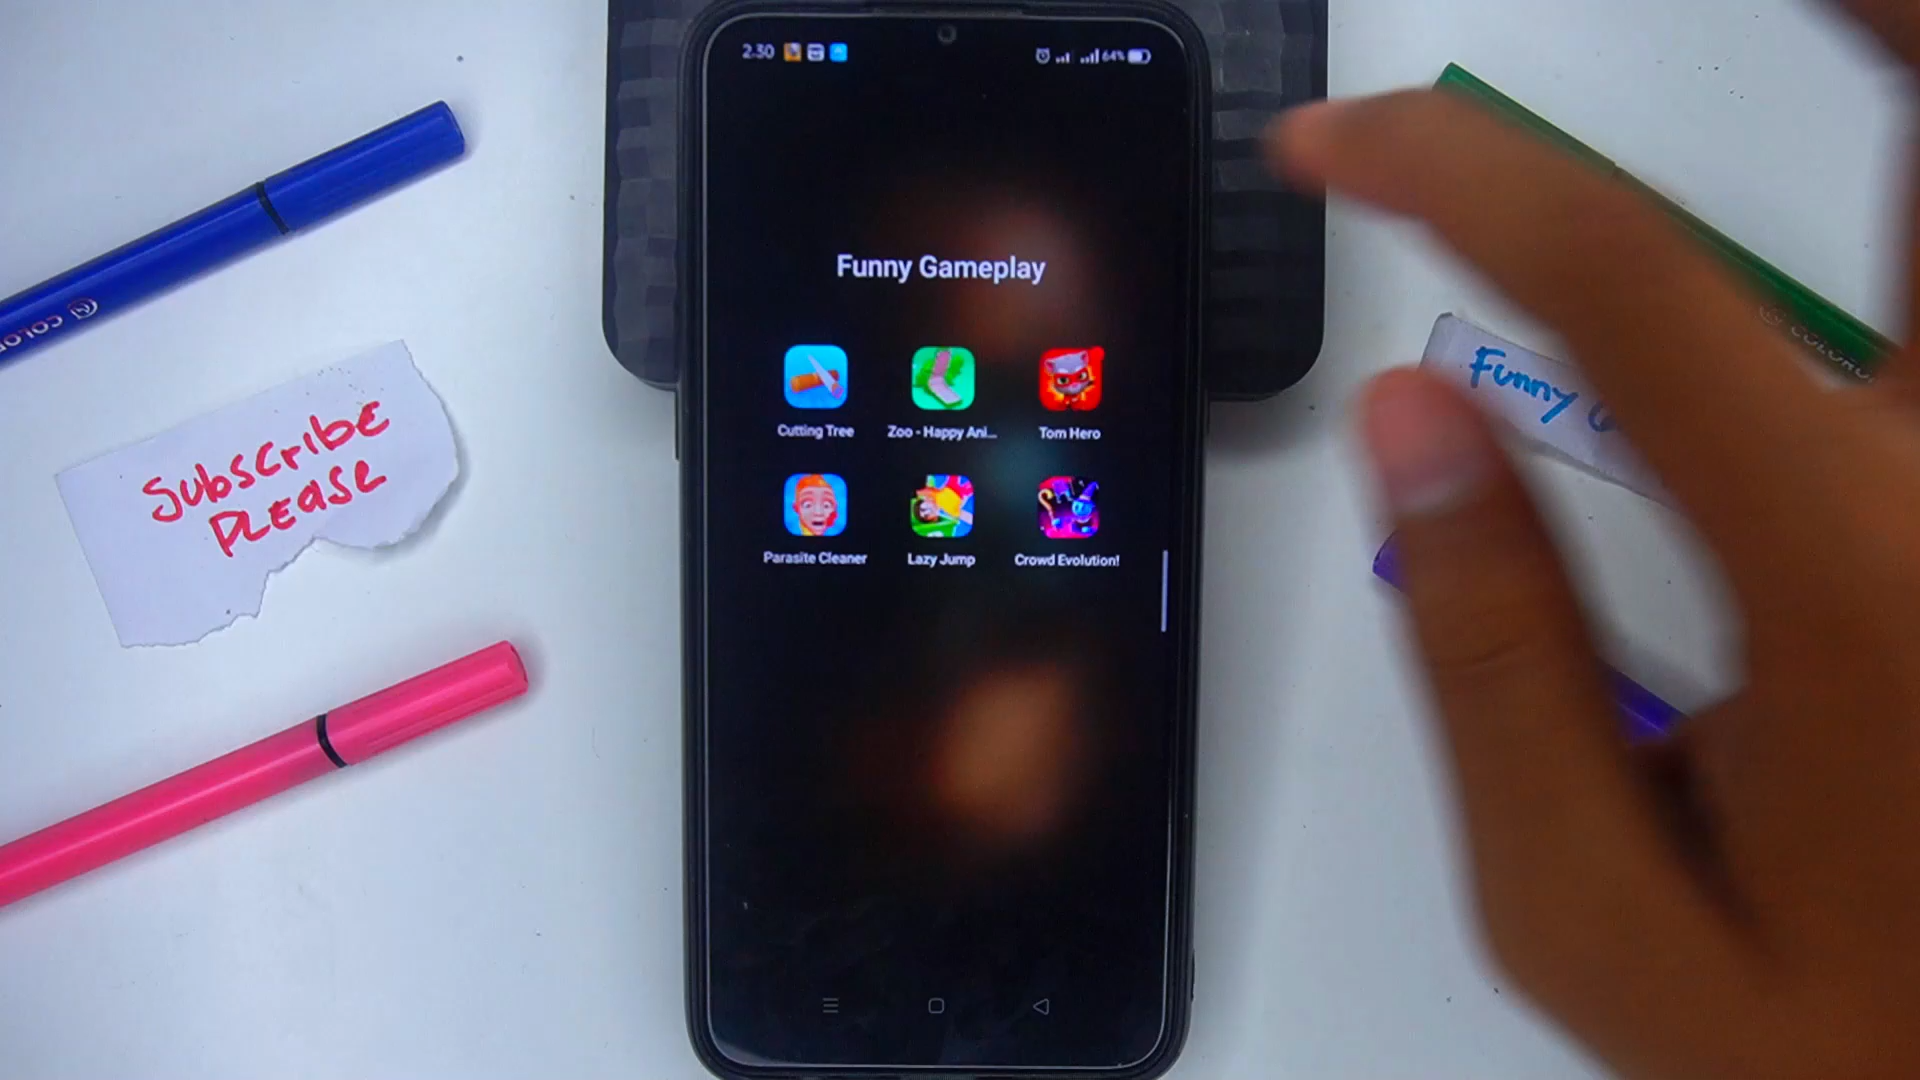 2.30
64%
Funny Gameplay
Cutting Tree
Zoo - Happy Ani...
Tom Hero
Parasite Cleaner
Lazy Jump
Crowd Evolution!
Subscribe
Please
Funny